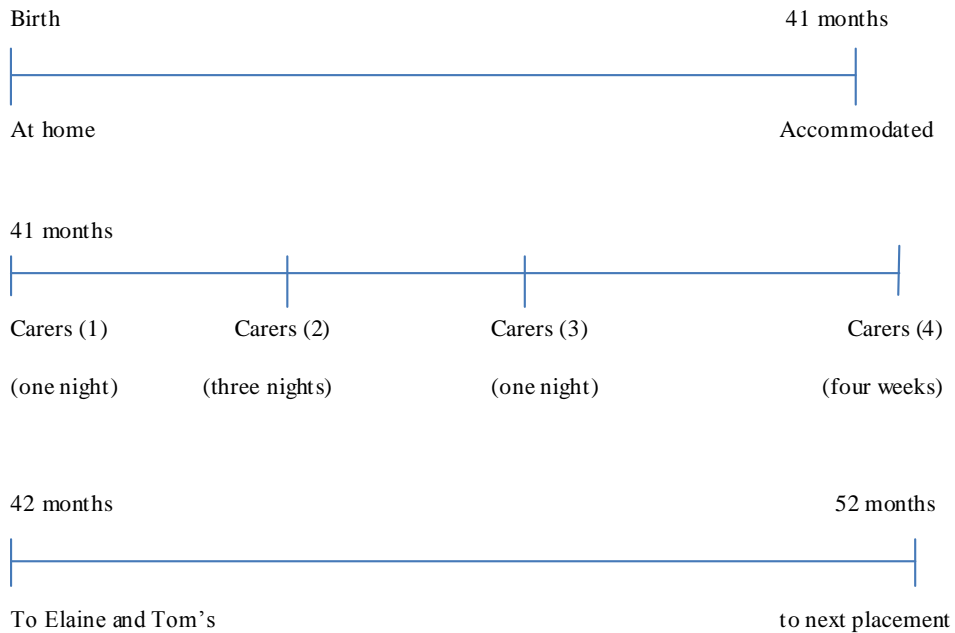 Birth 41 months
At home Accommodated
41 months
Carers (1) Carers (2) Carers (3) Carers (4)
(one night) (three nights) (one night) (four weeks)
42 months 52 months
To Elaine and Tom’s to next placement